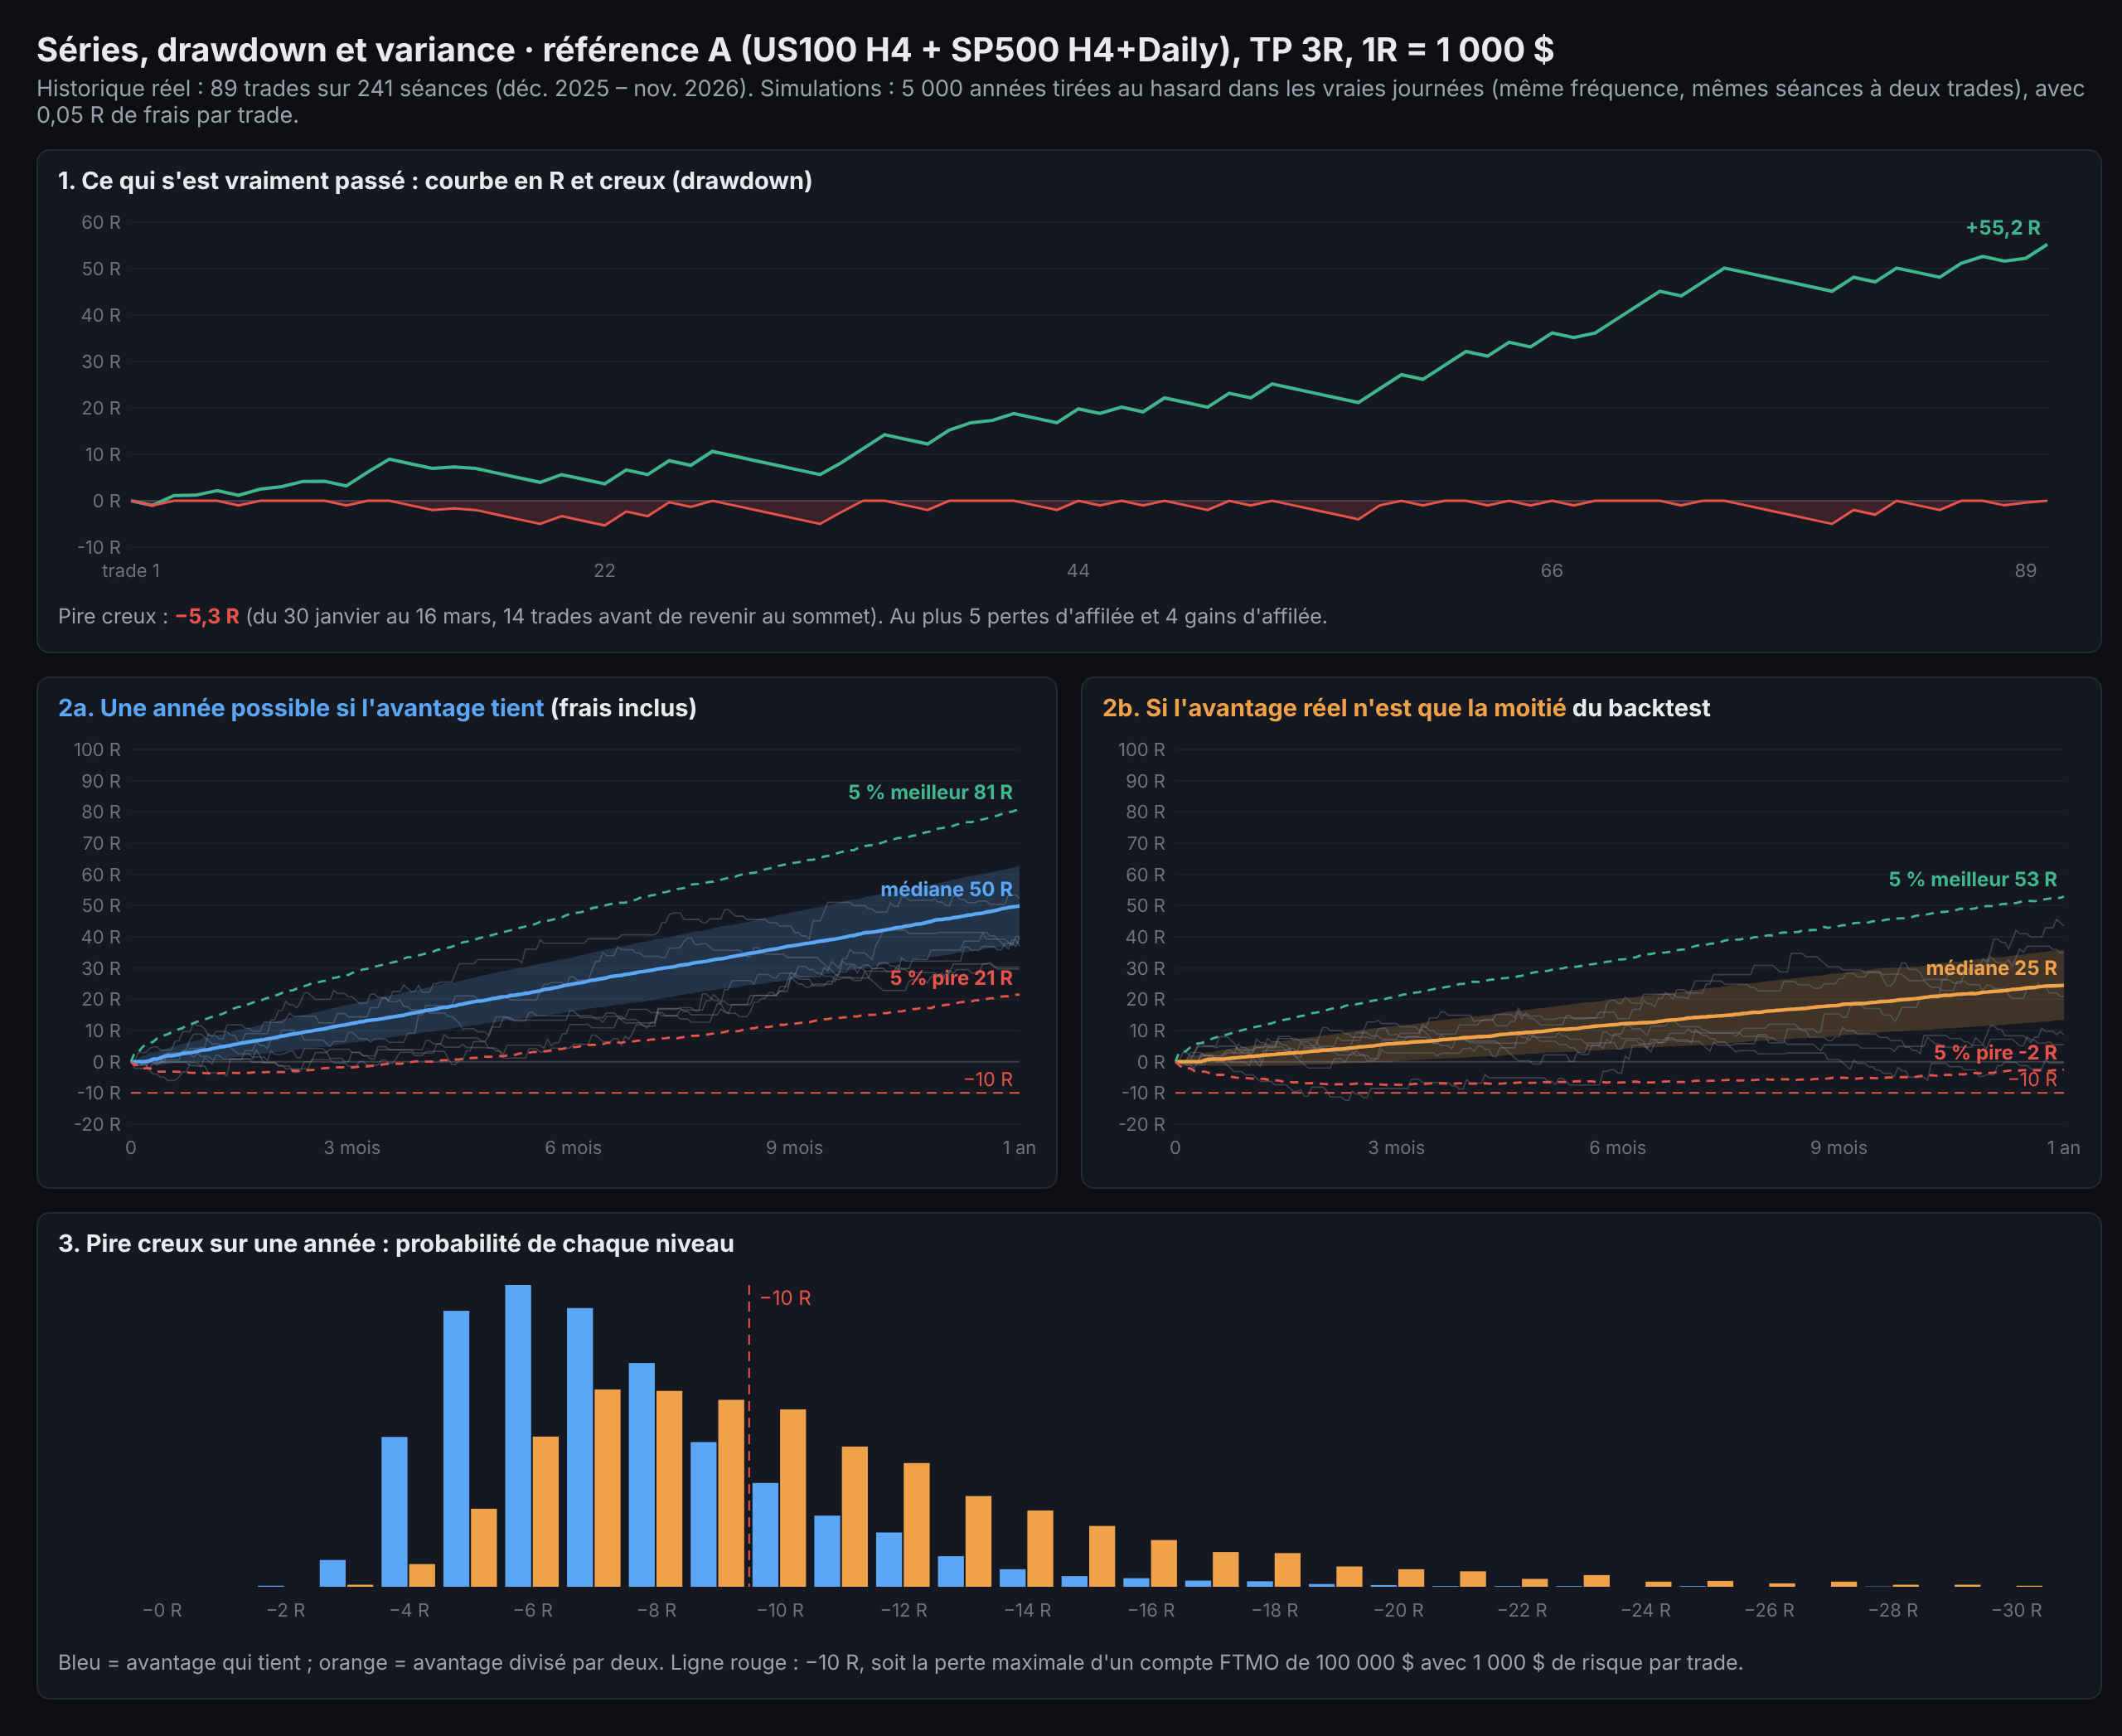 Séries, drawdown et variance · référence A (US100 H4 + SP500 H4+Daily), TP 3R, 1R = 1 000 $
Historique réel : 89 trades sur 241 séances (déc. 2025 – nov. 2026). Simulations : 5 000 années tirées au hasard dans les vraies journées (même fréquence, mêmes séances à deux trades), avec
0,05 R de frais par trade.
1. Ce qui s'est vraiment passé : courbe en R et creux (drawdown)
60 R
+55,2 R
50 R
40 R
30 R
20 R
10 R
0 R
-10 R
trade 1
22
44
66
89
Pire creux : −5,3 R (du 30 janvier au 16 mars, 14 trades avant de revenir au sommet). Au plus 5 pertes d'affilée et 4 gains d'affilée.
2a. Une année possible si l'avantage tient (frais inclus)
100 R
90 R
5 % meilleur 81 R
80 R
70 R
60 R
médiane 50 R
50 R
40 R
30 R
5 % pire 21 R
20 R
10 R
0 R
−10 R
-10 R
-20 R
0
3 mois
6 mois
9 mois
1 an
2b. Si l'avantage réel n'est que la moitié du backtest
100 R
90 R
80 R
70 R
60 R
5 % meilleur 53 R
50 R
40 R
30 R
médiane 25 R
20 R
10 R
0 R
5 % pire -2 R
−10 R
-10 R
-20 R
0
3 mois
6 mois
9 mois
1 an
3. Pire creux sur une année : probabilité de chaque niveau
−10 R
−0 R
−2 R
−4 R
−6 R
−8 R
−10 R
−12 R
−14 R
−16 R
−18 R
−20 R
−22 R
−24 R
−26 R
−28 R
−30 R
Bleu = avantage qui tient ; orange = avantage divisé par deux. Ligne rouge : −10 R, soit la perte maximale d'un compte FTMO de 100 000 $ avec 1 000 $ de risque par trade.